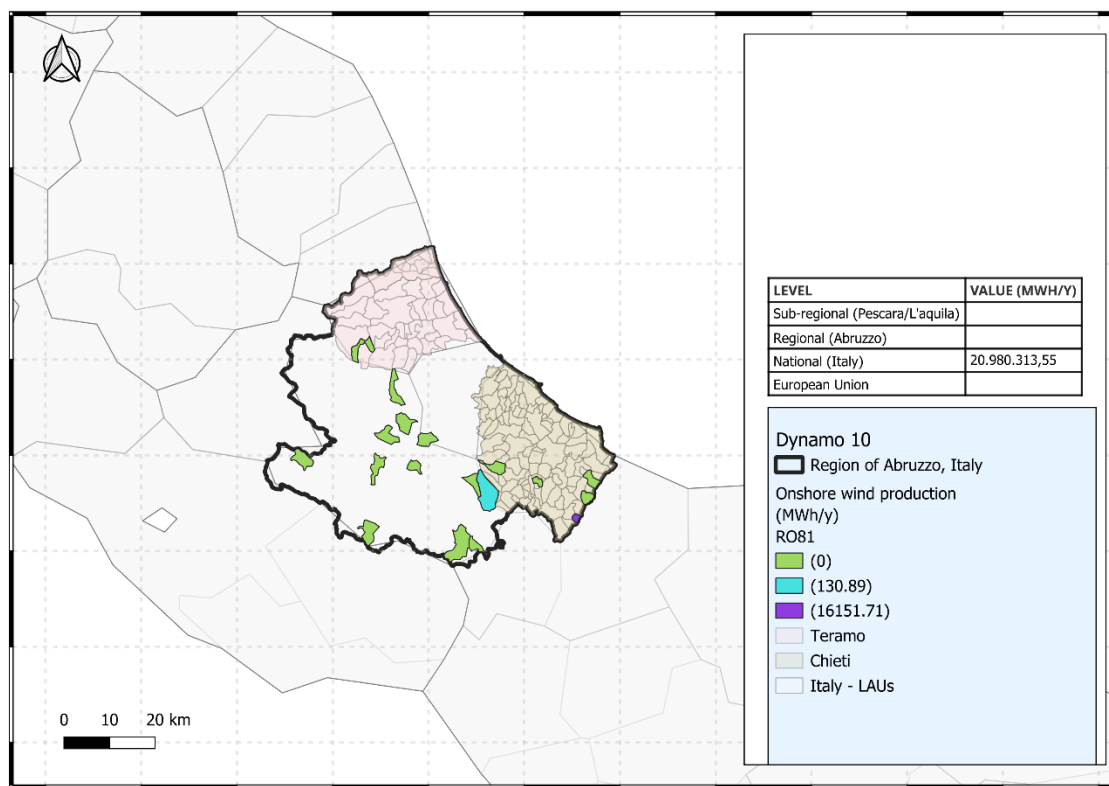 LEVEL VALUE (MWH/Y)
Sub-regional (Pescara/L'aquila)
Regional (Abruzzo)
National (Italy) 20.980.313,55
European Union
Dynamo 10
Region of Abruzzo, Italy
Onshore wind production
(MWh/y)
RO81
(0)
(130.89)
(16151.71)
Teramo
Chieti
Italy - LAUs
0 10 20 km